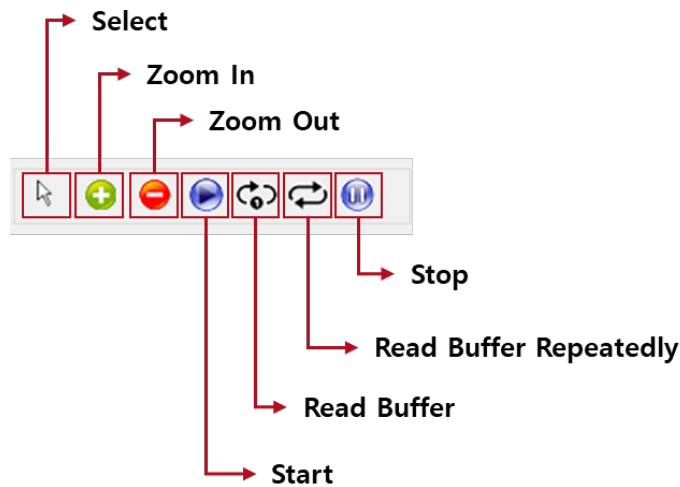 Select
Zoom In
Zoom Out
Stop
Read Buffer Repeatedly
Read Buffer
Start